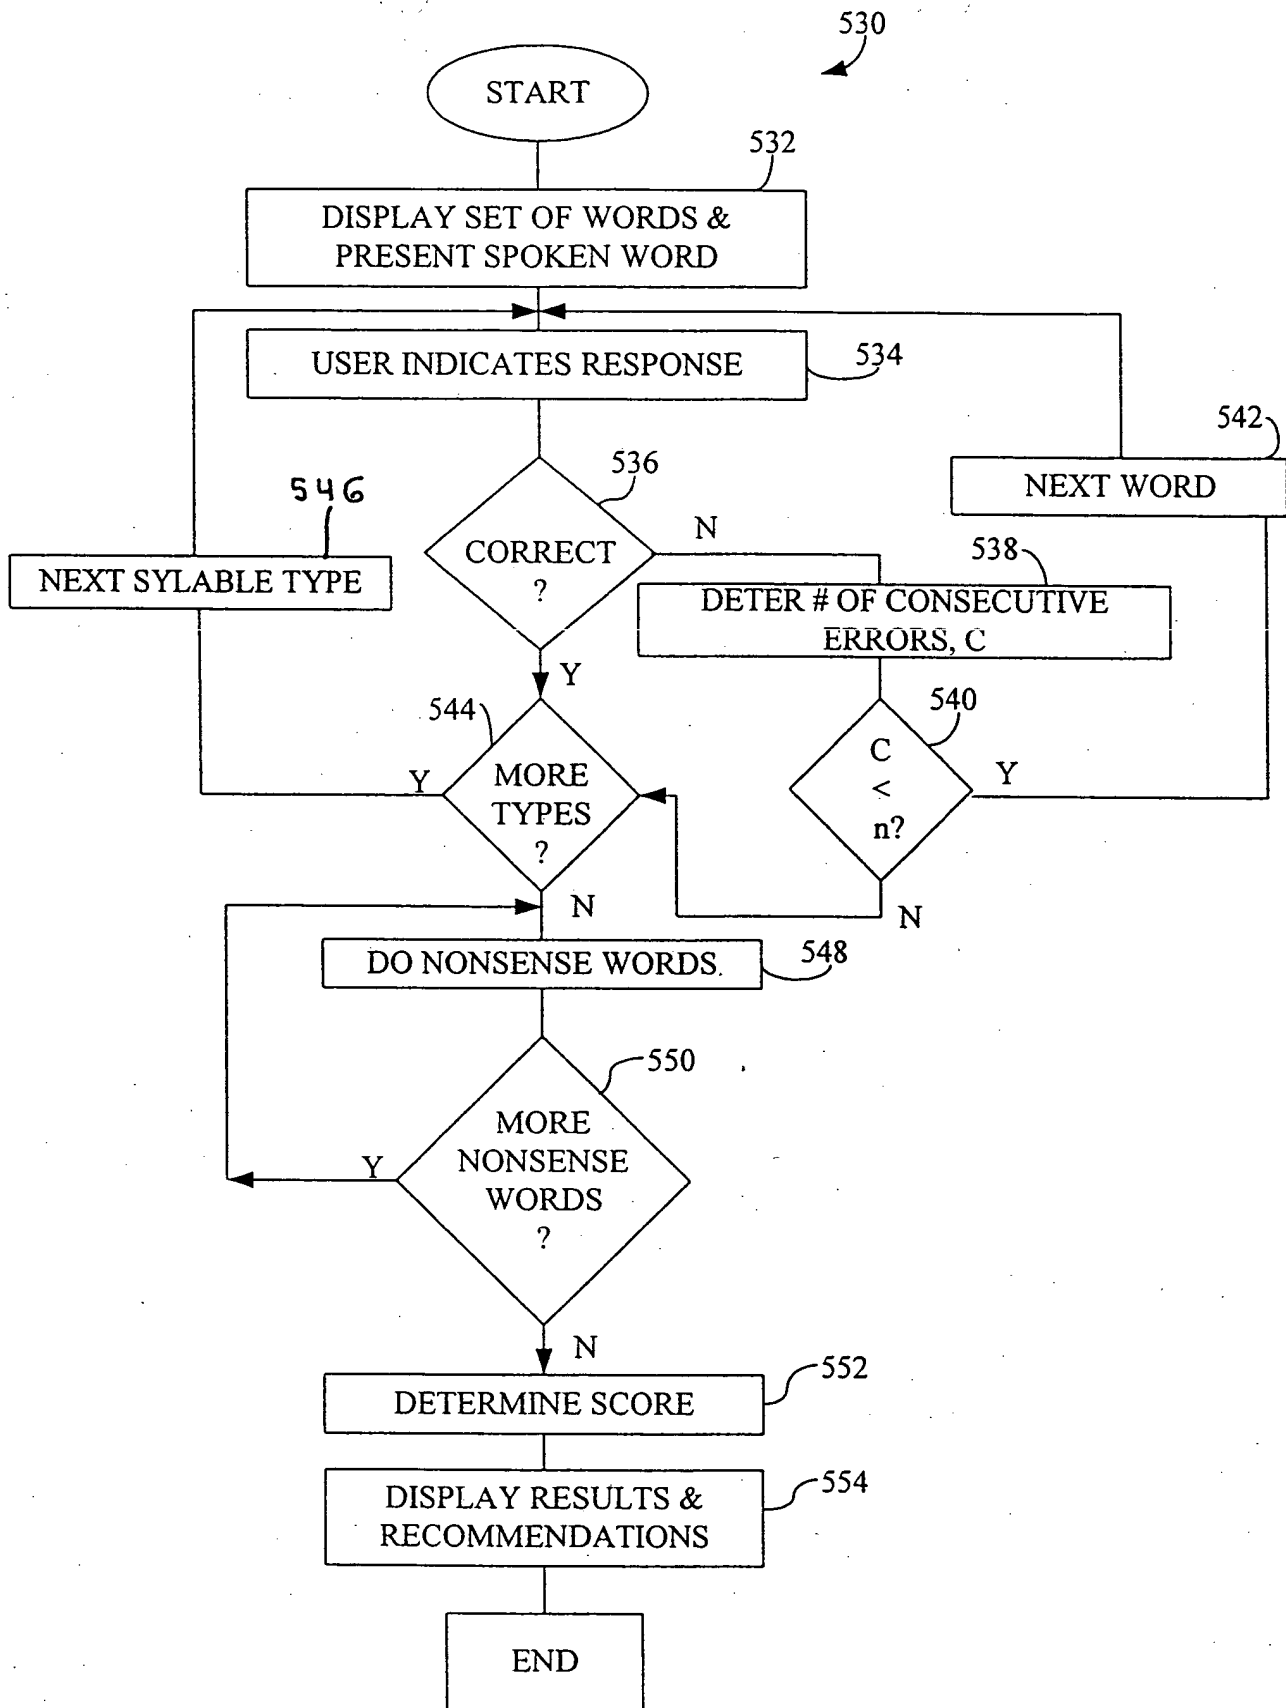 530
START
532
DISPLAY SET OF WORDS &
PRESENT SPOKEN WORD
USER INDICATES RESPONSE
534
542
NEXT WORD
536
546
CORRECT
?
N
538
NEXT SYLABLE TYPE
DETER # OF CONSECUTIVE
ERRORS, C
Y
544
540
MORE
TYPES
?
Y
C
<
n?
Y
N
N
DO NONSENSE WORDS.
548
550
MORE
NONSENSE
WORDS
?
Y
N
552
DETERMINE SCORE
554
DISPLAY RESULTS &
RECOMMENDATIONS
END